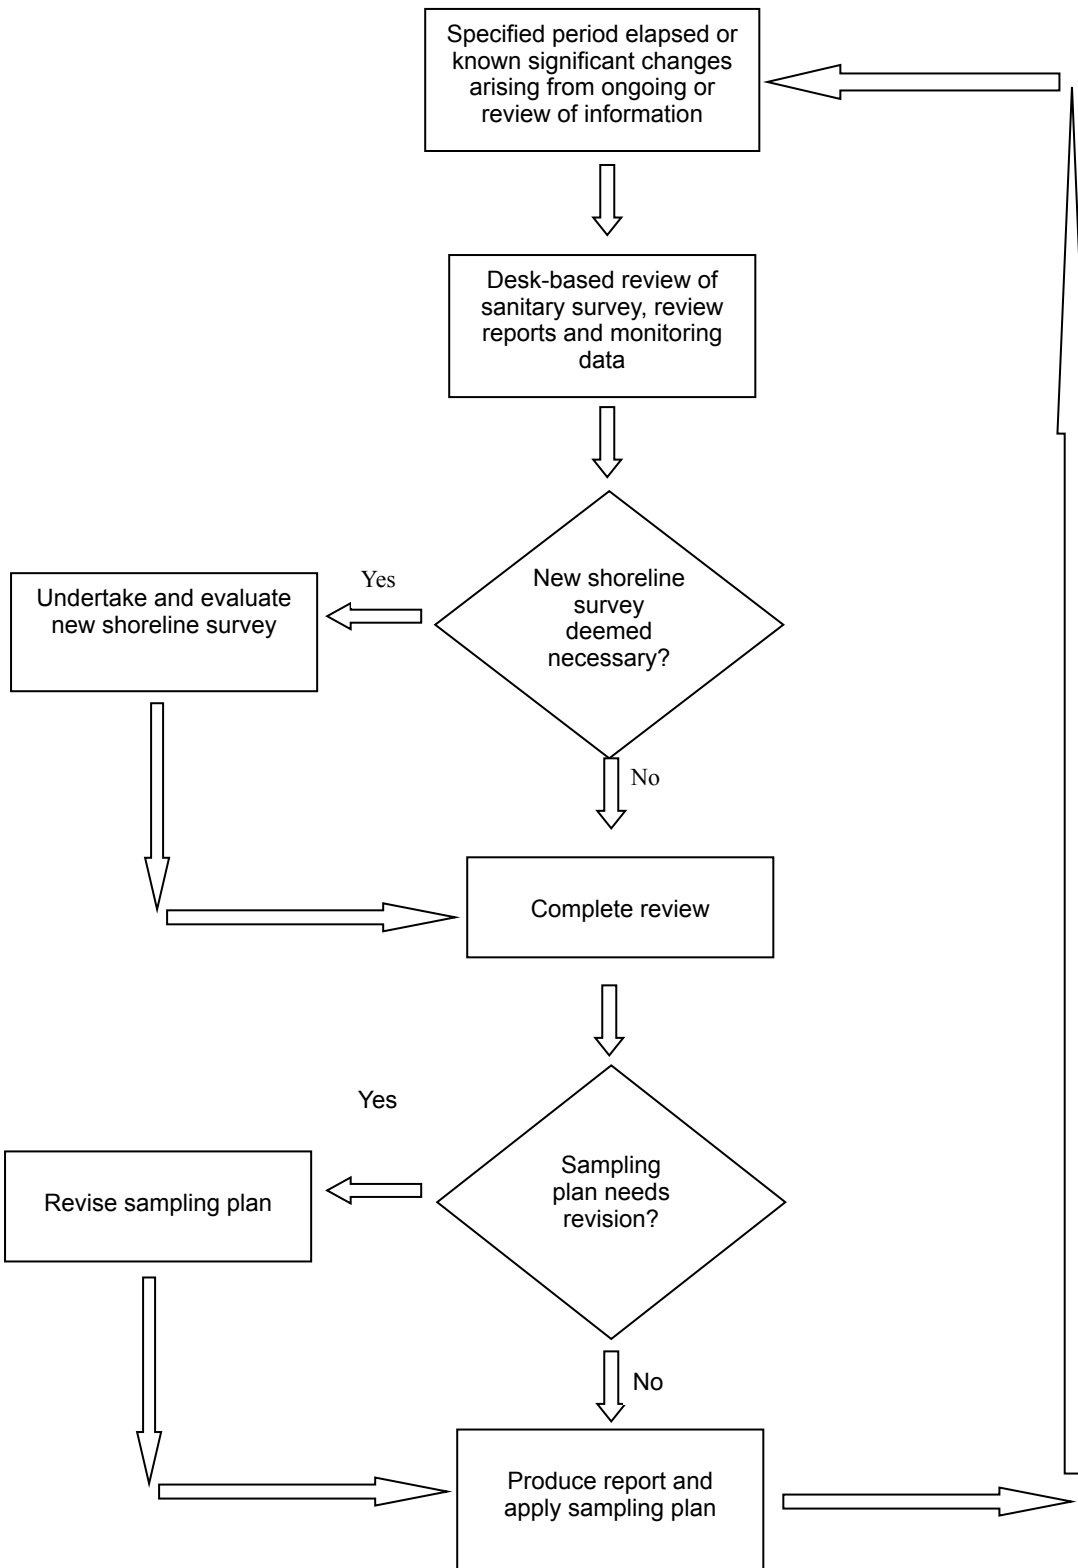 Specified period elapsed or
known significant changes
arising from ongoing or
review of information
Desk-based review of
sanitary survey, review
reports and monitoring
data
New shoreline
survey
deemed
necessary?
Yes
Undertake and evaluate
new shoreline survey
No
Complete review
Sampling
plan needs
revision?
Yes
Revise sampling plan
No
Produce report and
apply sampling plan